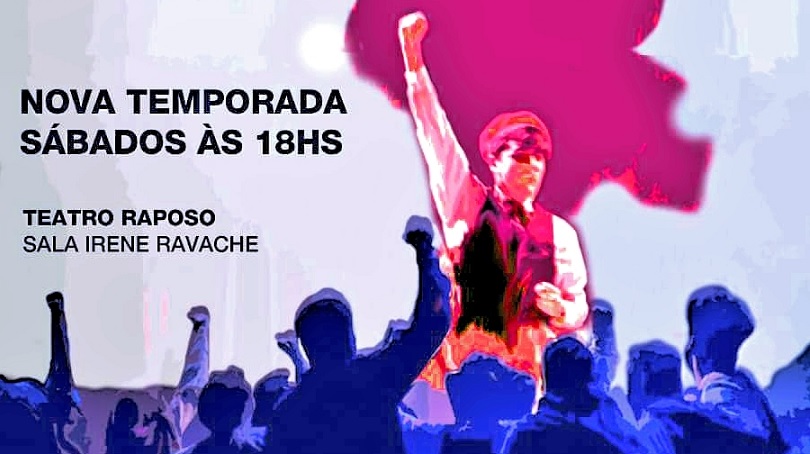 NOVA TEMPORADA
SÁBADOS ÀS 18HS
TEATRO RAPOSO
SALA IRENE RAVACHE